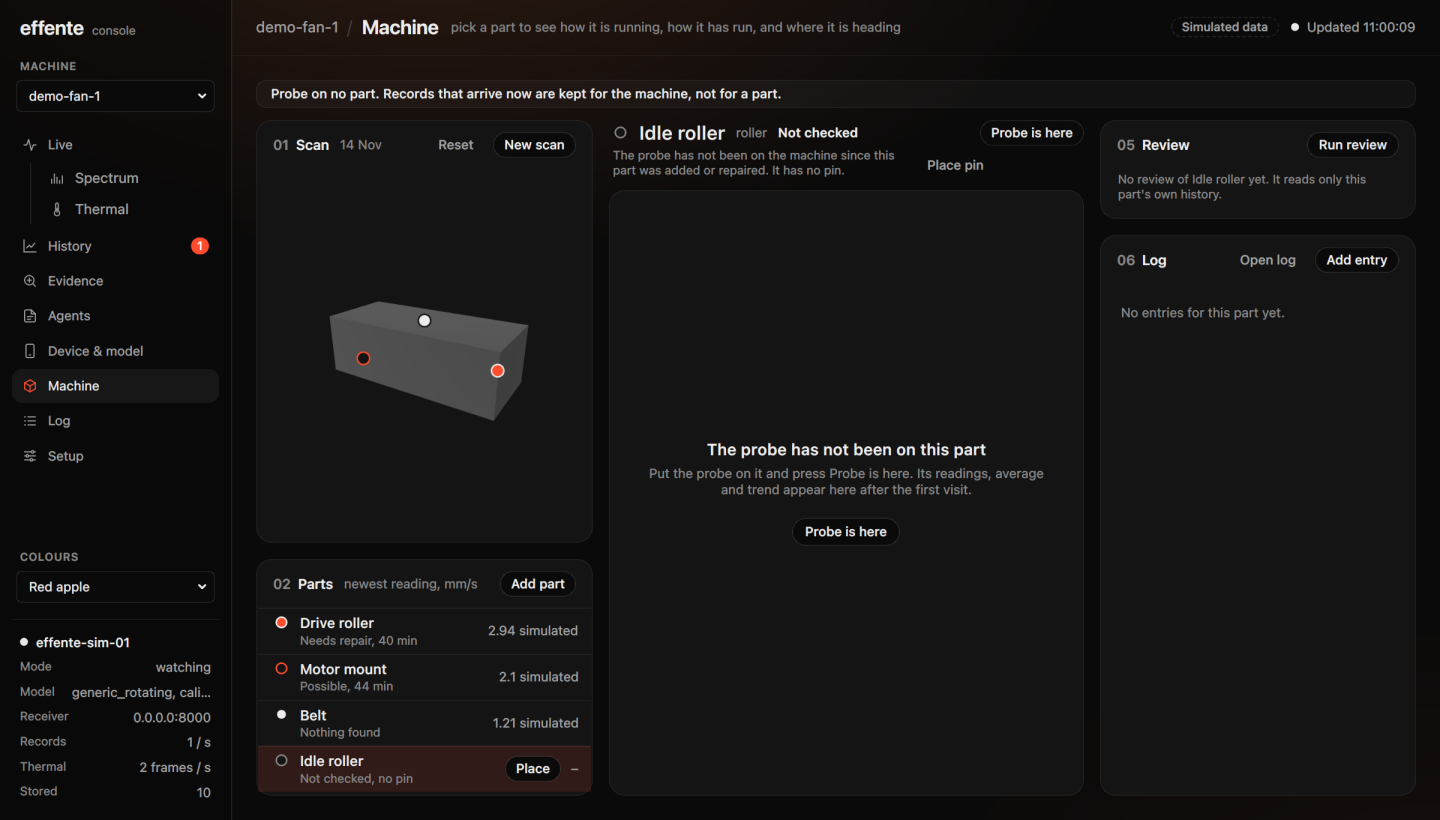 effente console
MACHINE
demo-fan-1
Live
Spectrum
Thermal
History 1
Evidence
Agents
Device & model
Machine
Log
Setup
COLOURS
Red apple
effente-sim-01
Mode watching
Model generic_rotating, cali...
Receiver 0.0.0.0:8000
Records 1 / s
Thermal 2 frames / s
Stored 10
demo-fan-1 / Machine pick a part to see how it is running, how it has run, and where it is heading
Simulated data Updated 11:00:09
Probe on no part. Records that arrive now are kept for the machine, not for a part.
01 Scan 14 Nov Reset New scan
02 Parts newest reading, mm/s Add part
Drive roller
Needs repair, 40 min
2.94 simulated
Motor mount
Possible, 44 min
2.1 simulated
Belt
Nothing found
1.21 simulated
Idle roller
Not checked, no pin
Place –
Idle roller roller Not checked Probe is here
The probe has not been on the machine since this
part was added or repaired. It has no pin.
Place pin
The probe has not been on this part
Put the probe on it and press Probe is here. Its readings, average
and trend appear here after the first visit.
Probe is here
05 Review Run review
No review of Idle roller yet. It reads only this
part's own history.
06 Log Open log Add entry
No entries for this part yet.